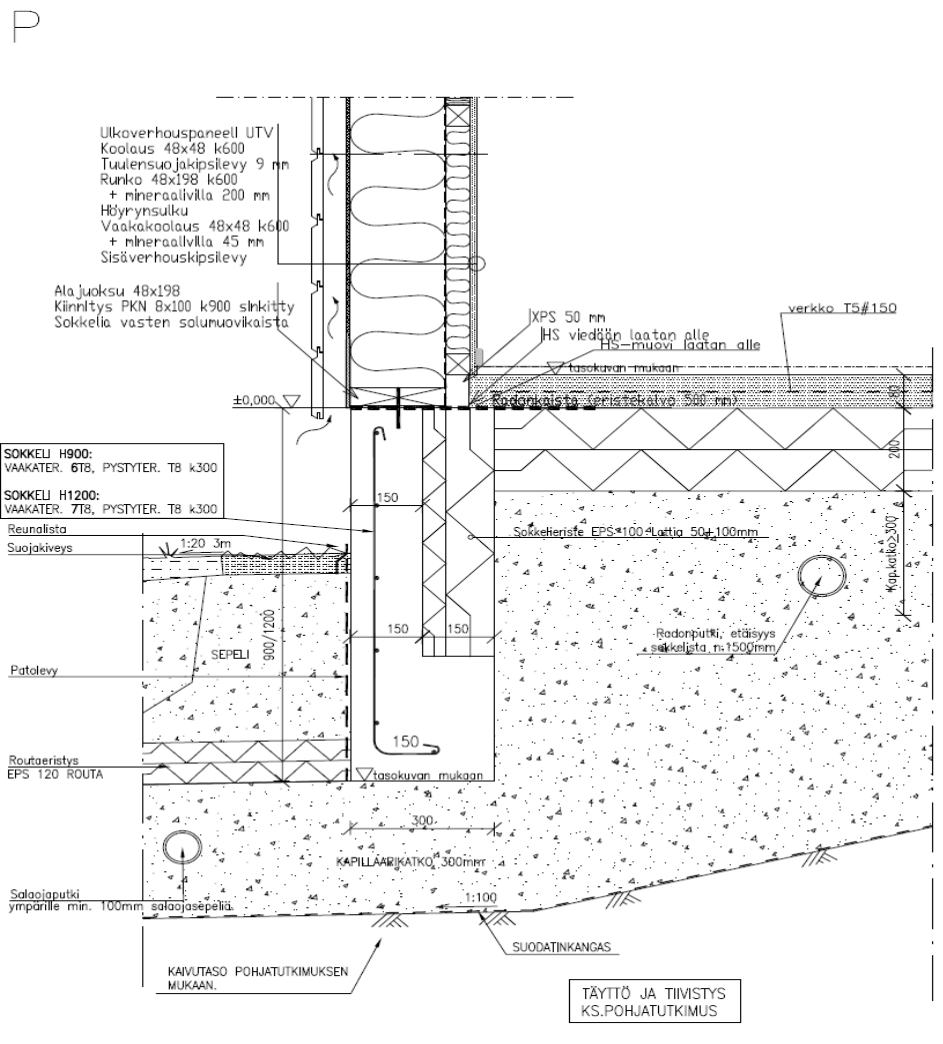 P
Ulkoverhouspaneeli UTV
Koolaus 48x48 k600
Tuulensuojakipsilevy 9 mm
Runko 48x198 k600
+ mineraalivilla 200 mm
Höyrynsulku
Vaakakoolaus 48x48 k600
+ mineraalivilla 45 mm
Sisäverhouskipsilevy
Alajuoksu 48x198
Kiinnitys PKN 8x100 k900 sinkitty
Sokkelia vasten solumuovikaista
XPS 50 mm
HS viedään laatan alle
HS-muovi laatan alle
verkko T5#150
tasokuvan mukaan
±0,000
Radonkaista (eristekalvo 500 mm)
80
200
SOKKELI H900:
VAAKATER. 6T8, PYSTYTER. T8 k300
SOKKELI H1200:
VAAKATER. 7T8, PYSTYTER. T8 k300
150
Reunalista
Suojakiveys
1:20 3m
Sokkelieriste EPS 100 Lattia 50+100mm
Kap.katko≥300
900/1200
150
150
SEPELI
Radonputki, etäisyys
sokkelista n.1500mm
Patolevy
150
Routaeristys
EPS 120 ROUTA
tasokuvan mukaan
300
KAPILLAARIKATKO 300mm
Salaojaputki
ympärille min. 100mm salaojasepeliä
1:100
SUODATINKANGAS
KAIVUTASO POHJATUTKIMUKSEN
MUKAAN.
TÄYTTÖ JA TIIVISTYS
KS.POHJATUTKIMUS